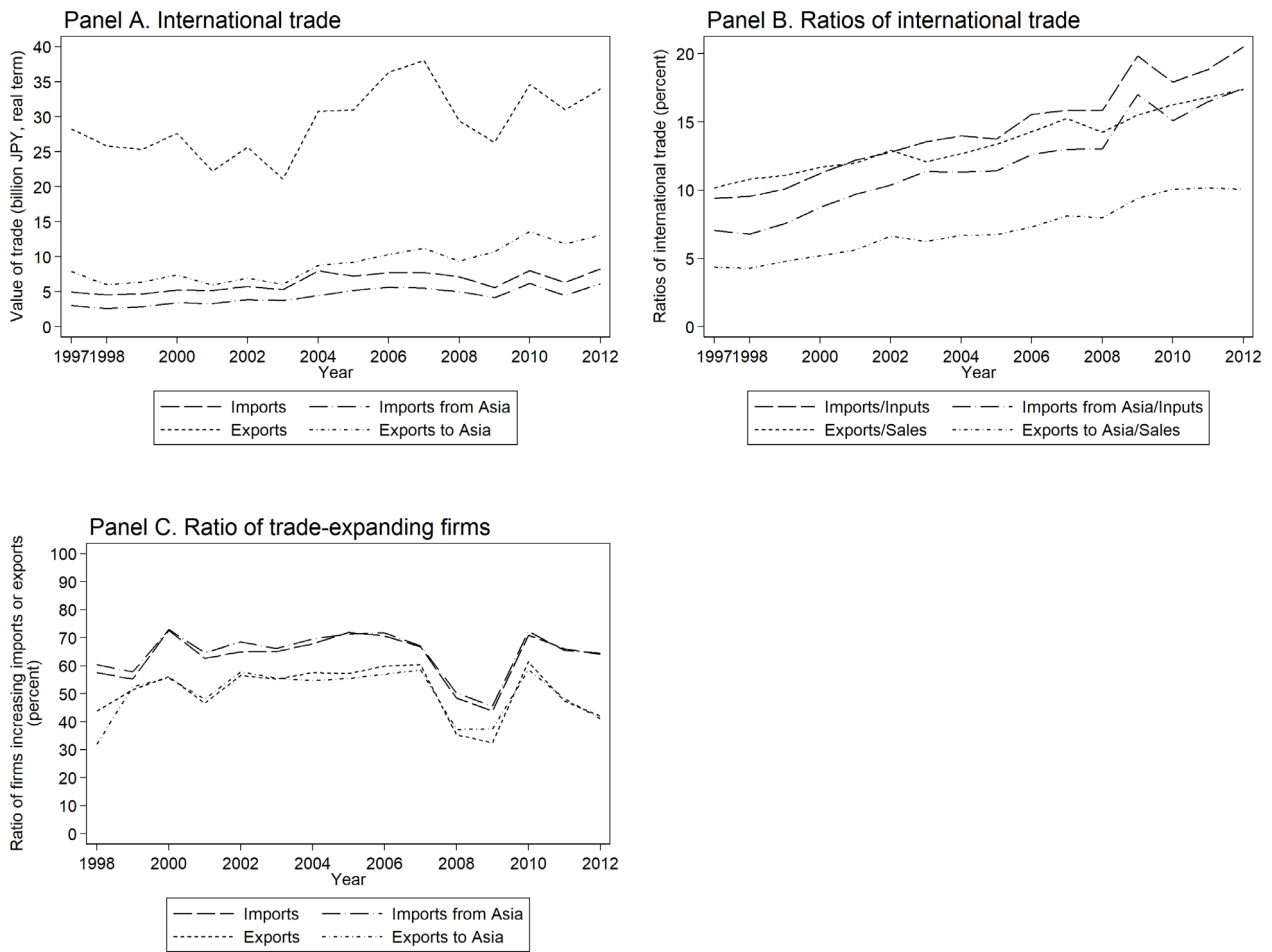 Panel A. International trade
Value of trade (billion JPY, real term)
40
35
30
25
20
15
10
5
0
19971998 2000 2002 2004 2006 2008 2010 2012
Year
Imports Imports from Asia
Exports Exports to Asia
Panel B. Ratios of international trade
Ratios of international trade (percent)
20
15
10
5
0
19971998 2000 2002 2004 2006 2008 2010 2012
Year
Imports/Inputs Imports from Asia/Inputs
Exports/Sales Exports to Asia/Sales
Panel C. Ratio of trade-expanding firms
Ratio of firms increasing imports or exports
(percent)
100
90
80
70
60
50
40
30
20
10
0
1998 2000 2002 2004 2006 2008 2010 2012
Year
Imports Imports from Asia
Exports Exports to Asia